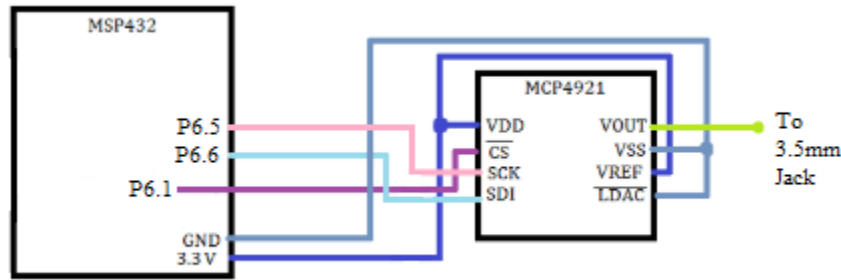 MSP432
P6.5
P6.6
P6.1
GND
3.3 V
MCP4921
VDD
CS
SCK
SDI
VOUT
VSS
VREF
LDAC
To
3.5mm
Jack